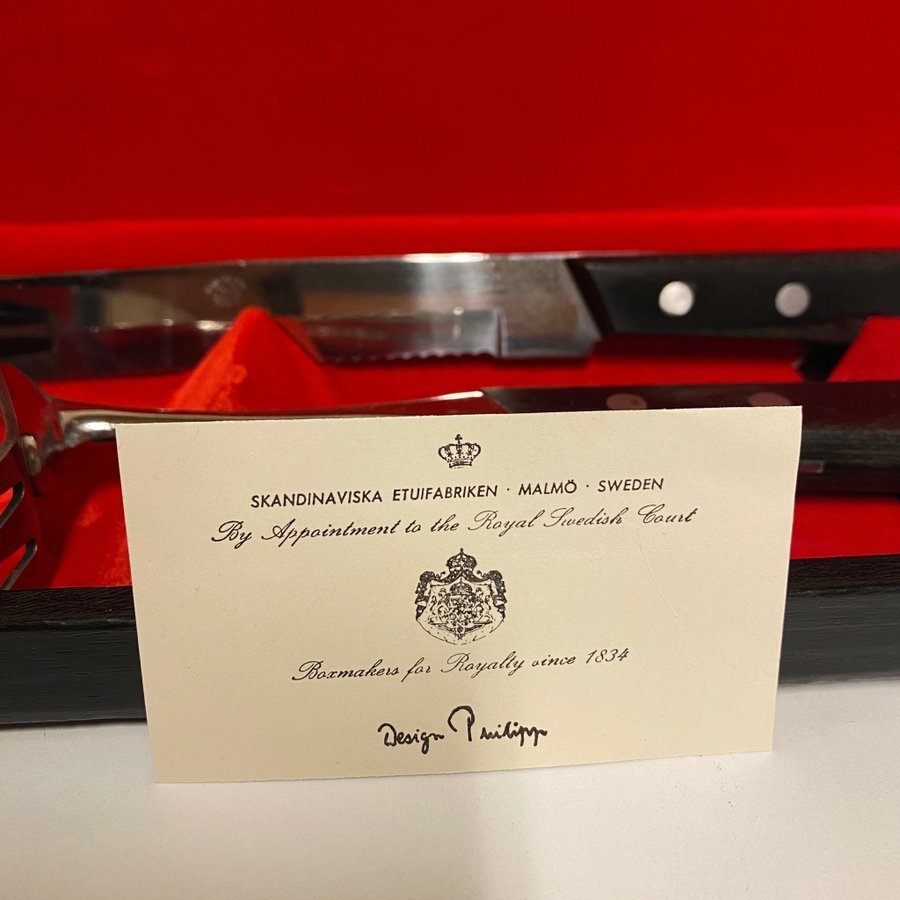 SKANDINAVISKA ETUIFABRIKEN · MALMÖ · SWEDEN
By Appointment to the Royal Swedish Court
Boxmakers for Royalty since 1834
Design Philipp